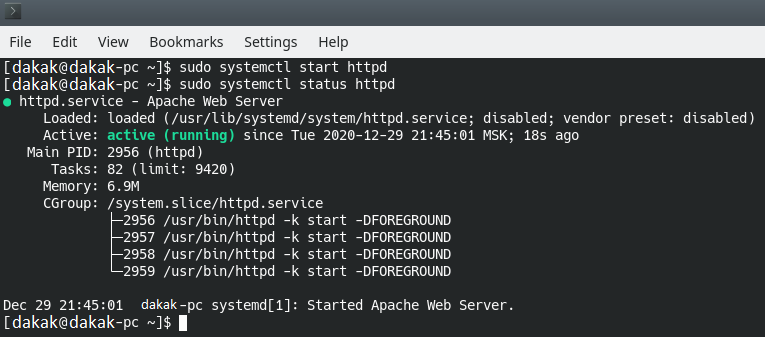 File Edit View Bookmarks Settings Help
[dakak@dakak-pc ~]$ sudo systemctl start httpd
[dakak@dakak-pc ~]$ sudo systemctl status httpd
● httpd.service - Apache Web Server
Loaded: loaded (/usr/lib/systemd/system/httpd.service; disabled; vendor preset: disabled)
Active: active (running) since Tue 2020-12-29 21:45:01 MSK; 18s ago
Main PID: 2956 (httpd)
Tasks: 82 (limit: 9420)
Memory: 6.9M
CGroup: /system.slice/httpd.service
├─2956 /usr/bin/httpd -k start -DFOREGROUND
├─2957 /usr/bin/httpd -k start -DFOREGROUND
├─2958 /usr/bin/httpd -k start -DFOREGROUND
└─2959 /usr/bin/httpd -k start -DFOREGROUND
Dec 29 21:45:01 dakak-pc systemd[1]: Started Apache Web Server.
[dakak@dakak-pc ~]$